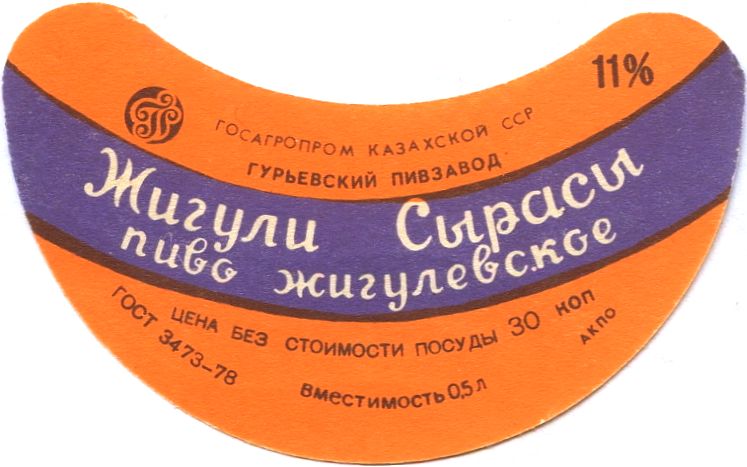 11%
ГОСАГРОПРОМ КАЗАХСКОЙ ССР
ГУРЬЕВСКИЙ ПИВЗАВОД
Жигули Сырасы
пиво жигулевское
ЦЕНА БЕЗ СТОИМОСТИ ПОСУДЫ 30 КОП
ГОСТ 3473-78
Вместимость 0,5 л
АКПО